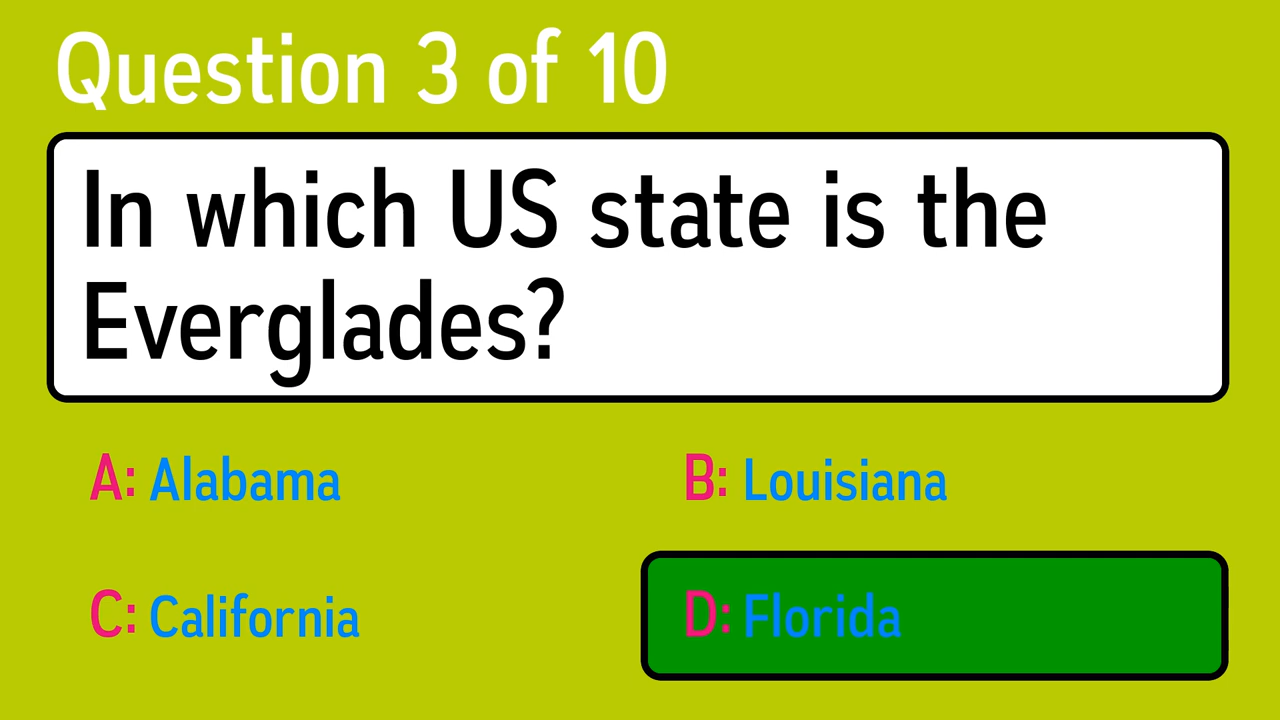 Question 3 of 10
In which US state is the
Everglades?
A: Alabama
B: Louisiana
C: California
D: Florida